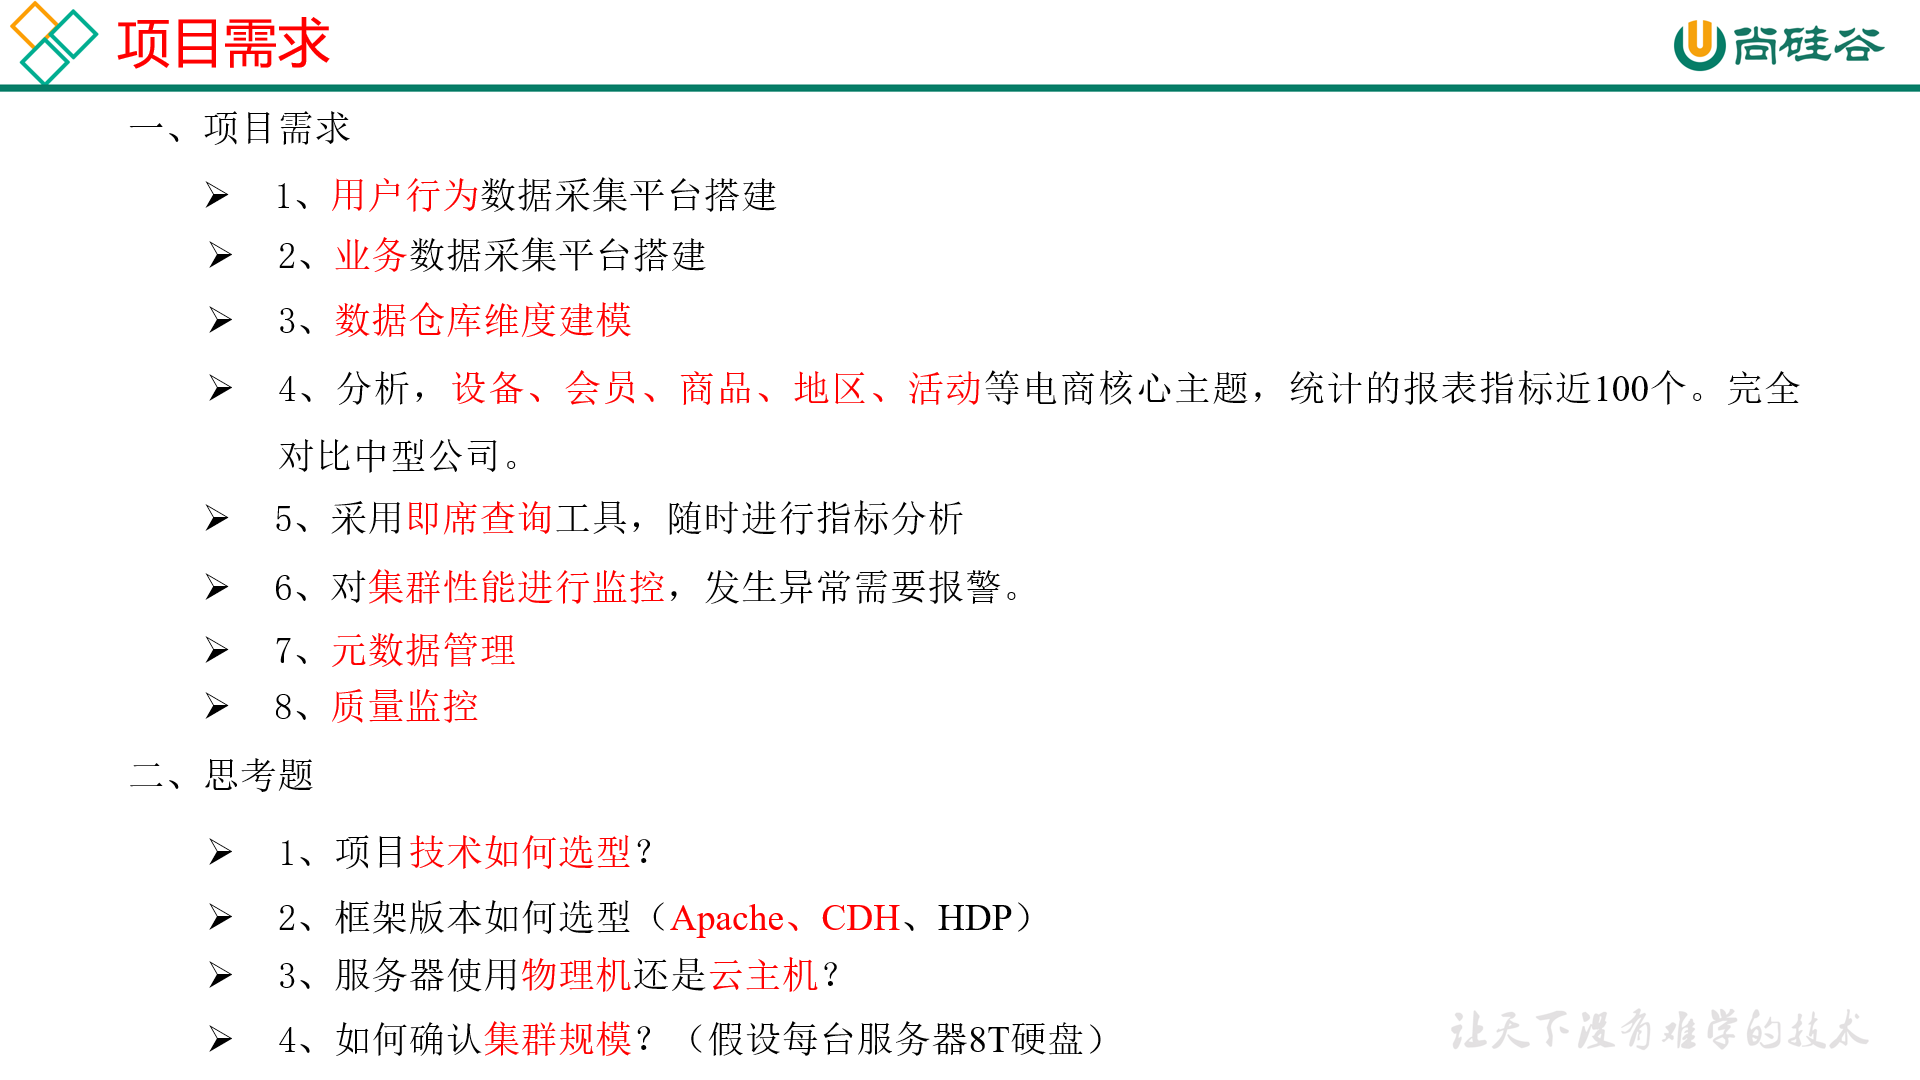 项目需求
尚硅谷
一、项目需求
➢ 1、用户行为数据采集平台搭建
➢ 2、业务数据采集平台搭建
➢ 3、数据仓库维度建模
➢ 4、分析，设备、会员、商品、地区、活动等电商核心主题，统计的报表指标近100个。完全
对比中型公司。
➢ 5、采用即席查询工具，随时进行指标分析
➢ 6、对集群性能进行监控，发生异常需要报警。
➢ 7、元数据管理
➢ 8、质量监控
二、思考题
➢ 1、项目技术如何选型？
➢ 2、框架版本如何选型（Apache、CDH、HDP）
➢ 3、服务器使用物理机还是云主机？
➢ 4、如何确认集群规模？（假设每台服务器8T硬盘）
让天下没有难学的技术